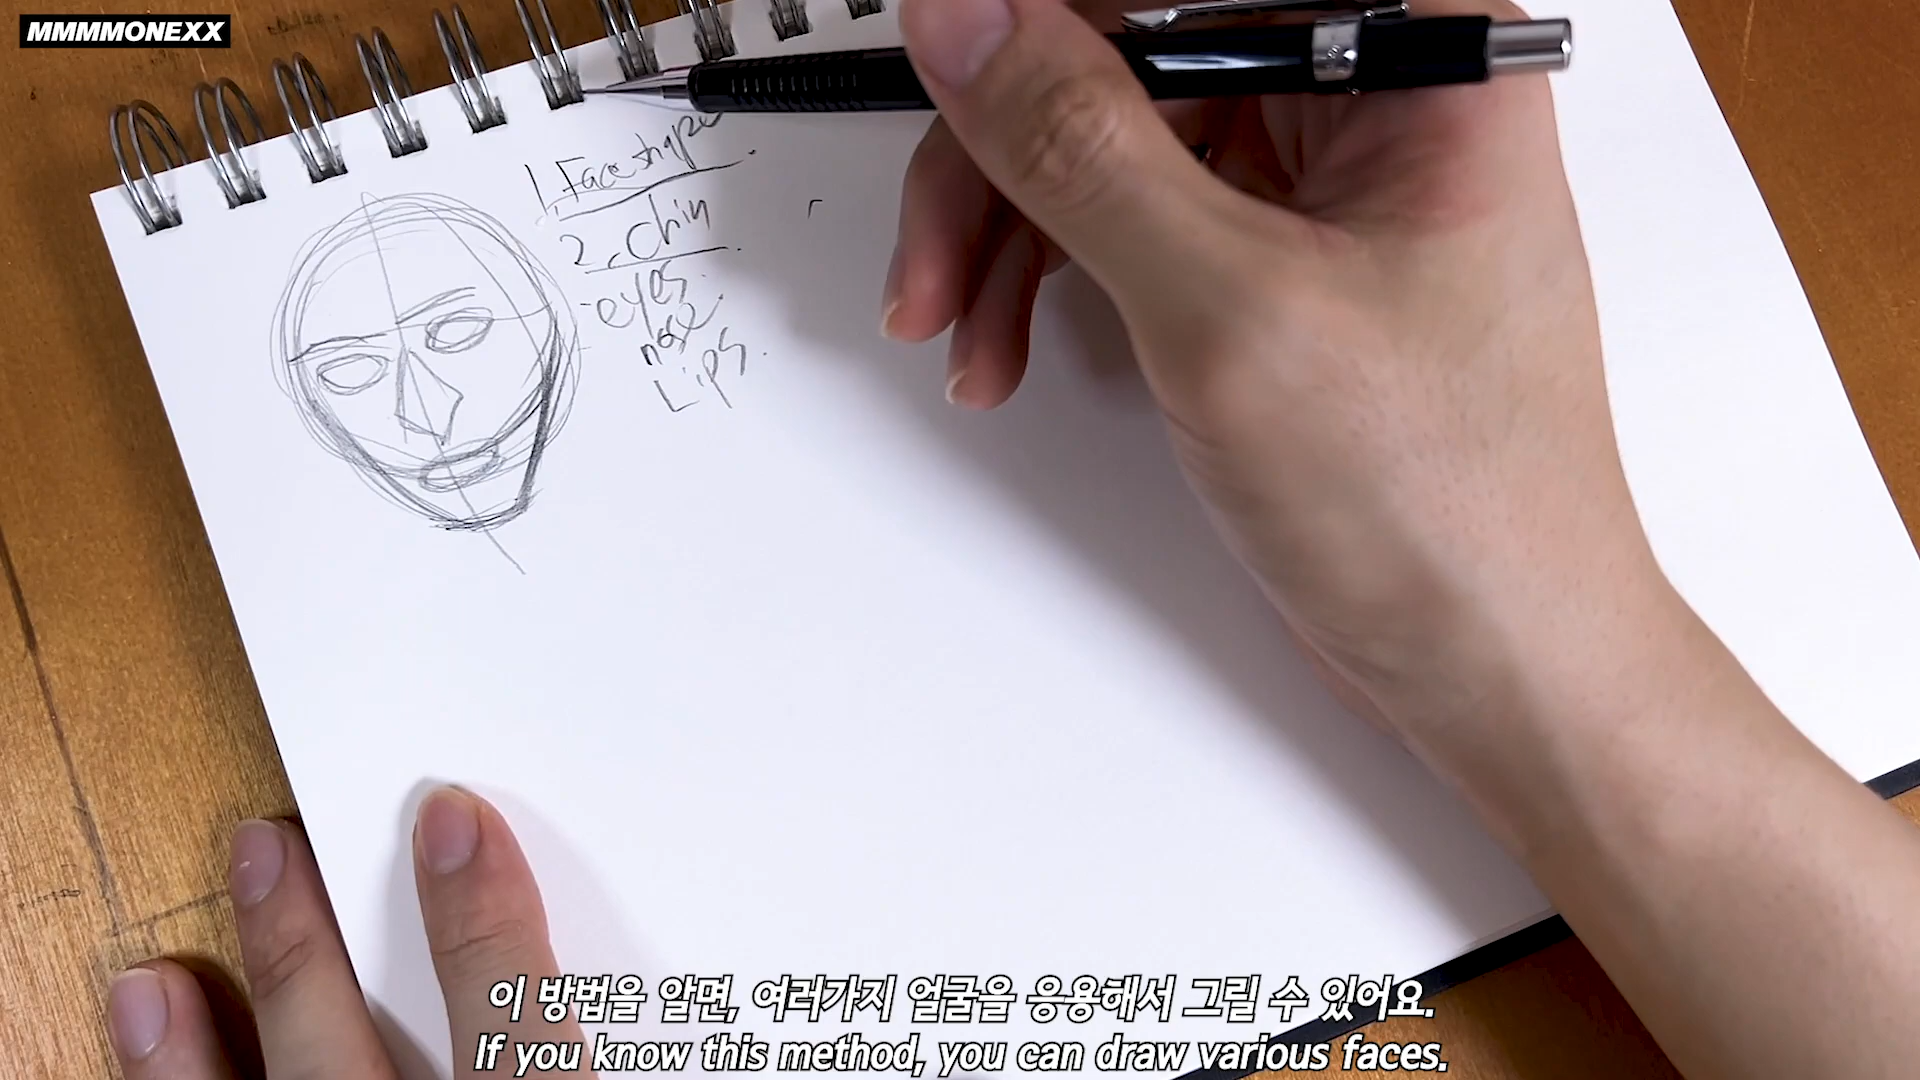 MMMMONEXX
1. Face shape.
2. Chin.
- eyes.
nose.
Lips.
이 방법을 알면, 여러가지 얼굴을 응용해서 그릴 수 있어요.
If you know this method, you can draw various faces.